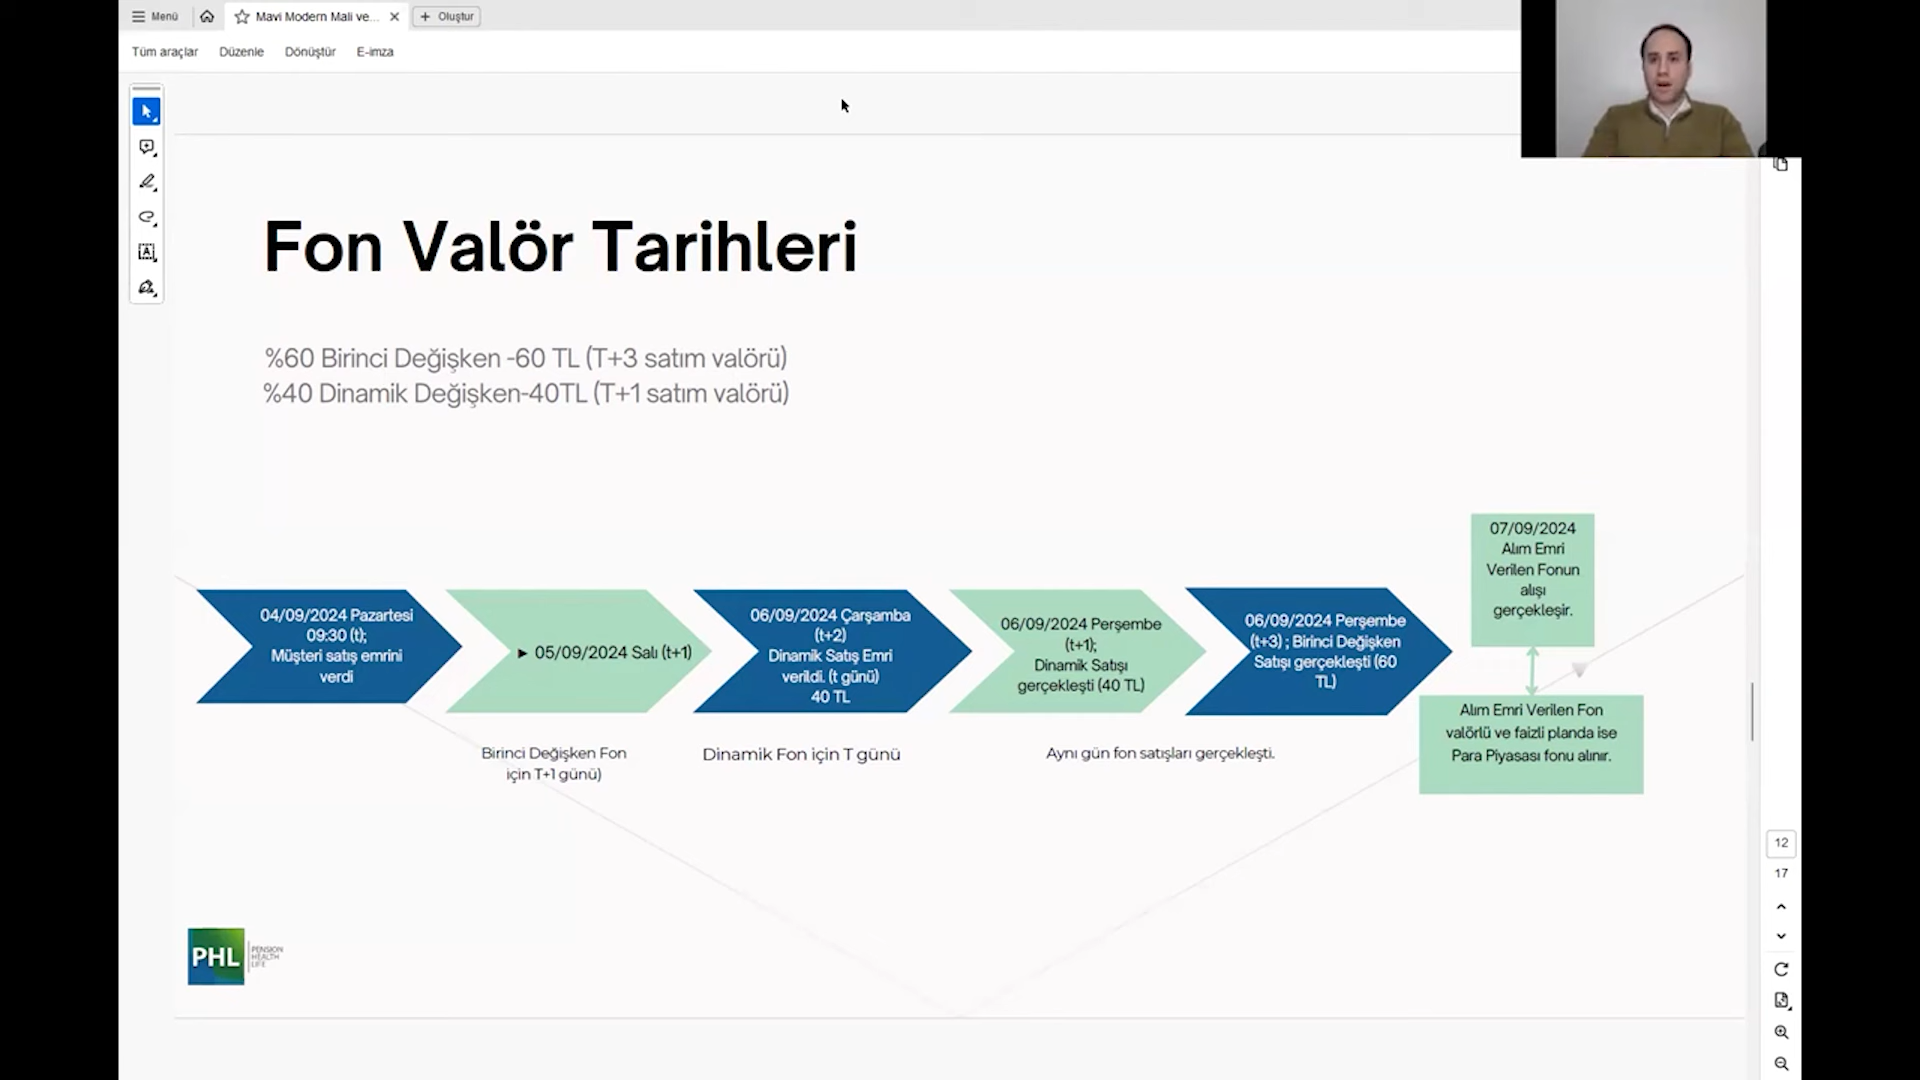 Menü
Mavi Modern Mali ve...
Oluştur
Tüm araçlar
Düzenle
Dönüştür
E-imza
Fon Valör Tarihleri
%60 Birinci Değişken -60 TL (T+3 satım valörü)
%40 Dinamik Değişken-40TL (T+1 satım valörü)
04/09/2024 Pazartesi
09:30 (t);
Müşteri satış emrini
verdi
► 05/09/2024 Salı (t+1)
Birinci Değişken Fon
için T+1 günü)
06/09/2024 Çarşamba
(t+2)
Dinamik Satış Emri
verildi. (t günü)
40 TL
Dinamik Fon için T günü
06/09/2024 Perşembe
(t+1);
Dinamik Satışı
gerçekleşti (40 TL)
06/09/2024 Perşembe
(t+3) ; Birinci Değişken
Satışı gerçekleşti (60
TL)
Aynı gün fon satışları gerçekleşti.
07/09/2024
Alım Emri
Verilen Fonun
alışı
gerçekleşir.
Alım Emri Verilen Fon
valörlü ve faizli planda ise
Para Piyasası fonu alınır.
PHL
PENSION
HEALTH
LIFE
12
17